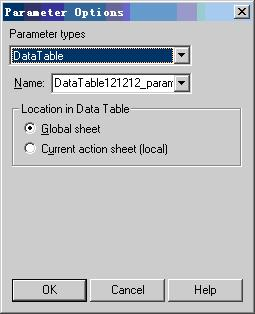 Parameter Options
Parameter types
DataTable
Name: DataTable121212_param
Location in Data Table
Global sheet
Current action sheet (local)
OK Cancel Help